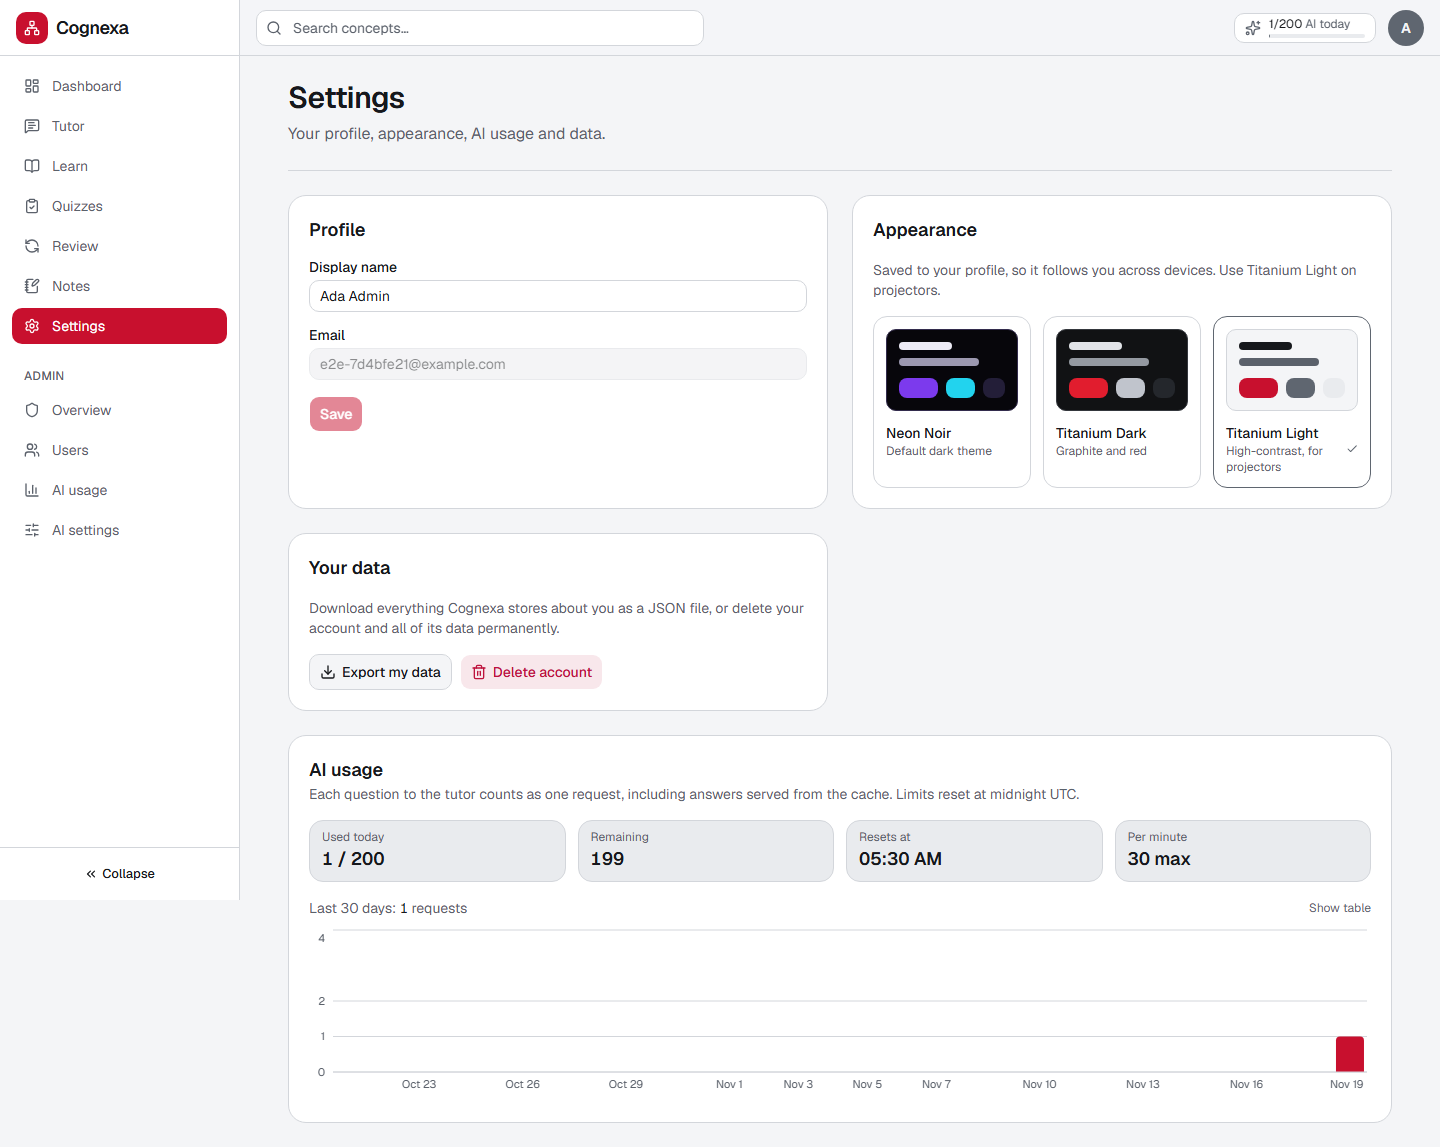 Cognexa
Search concepts...
1/200 AI today
A
Dashboard
Tutor
Learn
Quizzes
Review
Notes
Settings
ADMIN
Overview
Users
AI usage
AI settings
Collapse
Settings
Your profile, appearance, AI usage and data.
Profile
Display name
Ada Admin
Email
e2e-7d4bfe21@example.com
Save
Appearance
Saved to your profile, so it follows you across devices. Use Titanium Light on
projectors.
Neon Noir
Default dark theme
Titanium Dark
Graphite and red
Titanium Light
High-contrast, for
projectors
Your data
Download everything Cognexa stores about you as a JSON file, or delete your
account and all of its data permanently.
Export my data
Delete account
AI usage
Each question to the tutor counts as one request, including answers served from the cache. Limits reset at midnight UTC.
Used today
1 / 200
Remaining
199
Resets at
05:30 AM
Per minute
30 max
Last 30 days: 1 requests
Show table
4
2
1
0
Oct 23
Oct 26
Oct 29
Nov 1
Nov 3
Nov 5
Nov 7
Nov 10
Nov 13
Nov 16
Nov 19